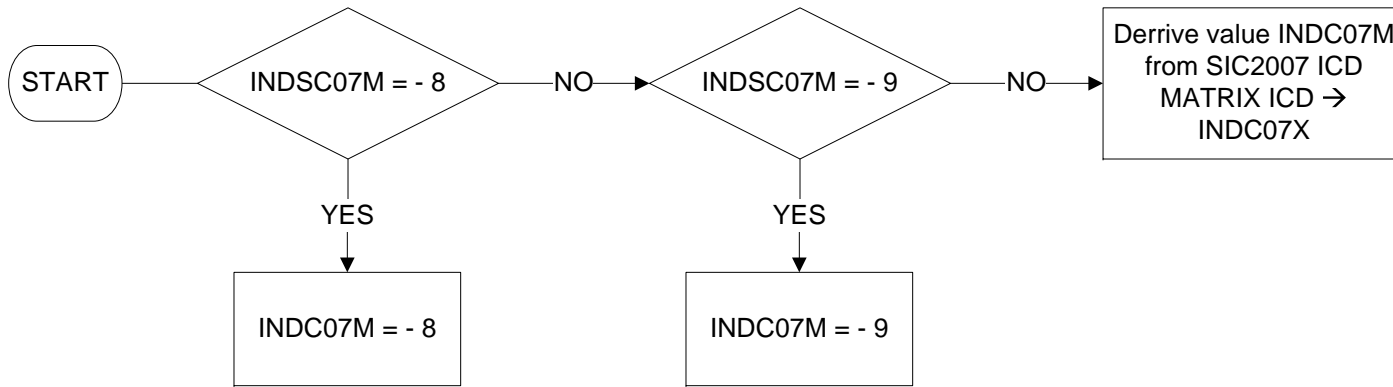 START
INDSC07M = - 8
NO
INDSC07M = - 9
NO
Derrive value INDC07M
from SIC2007 ICD
MATRIX ICD →
INDC07X
YES
YES
INDC07M = - 8
INDC07M = - 9